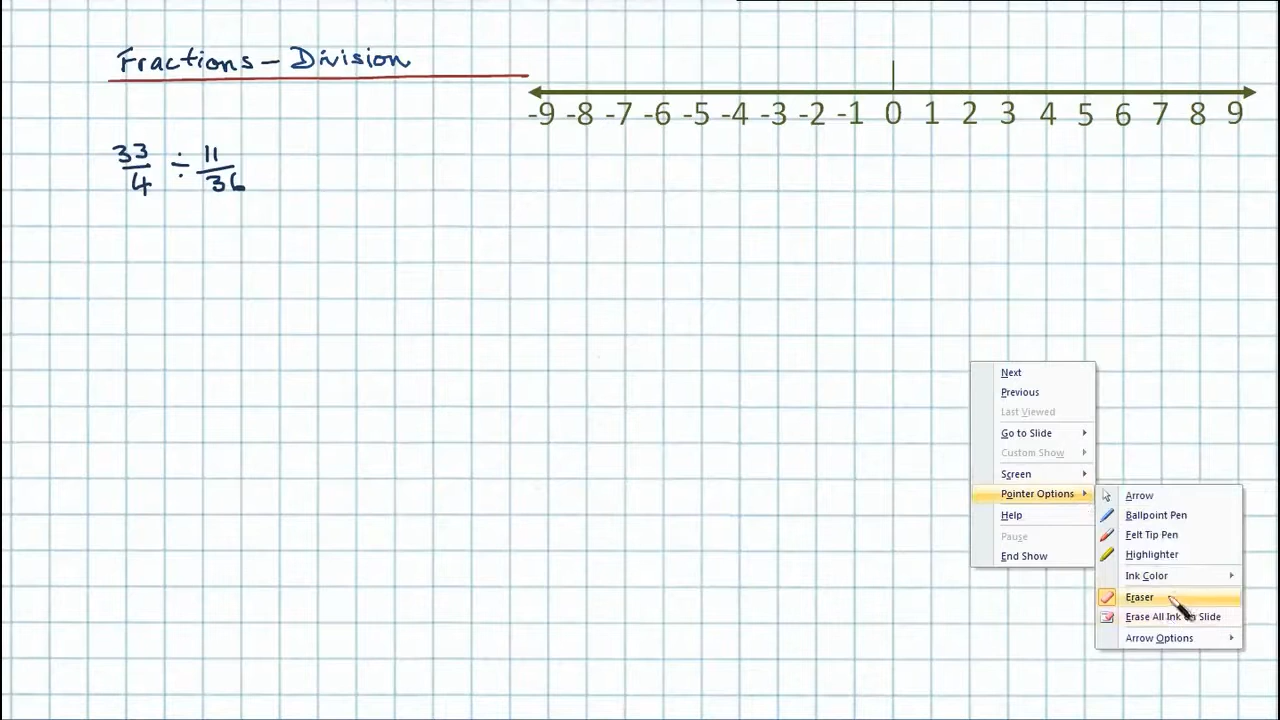 Fractions - Division
-9 -8 -7 -6 -5 -4 -3 -2 -1 0 1 2 3 4 5 6 7 8 9
33/4 ÷ 11/36
Next
Previous
Last Viewed
Go to Slide
Custom Show
Screen
Pointer Options
Help
Pause
End Show
Arrow
Ballpoint Pen
Felt Tip Pen
Highlighter
Ink Color
Eraser
Erase All Ink on Slide
Arrow Options